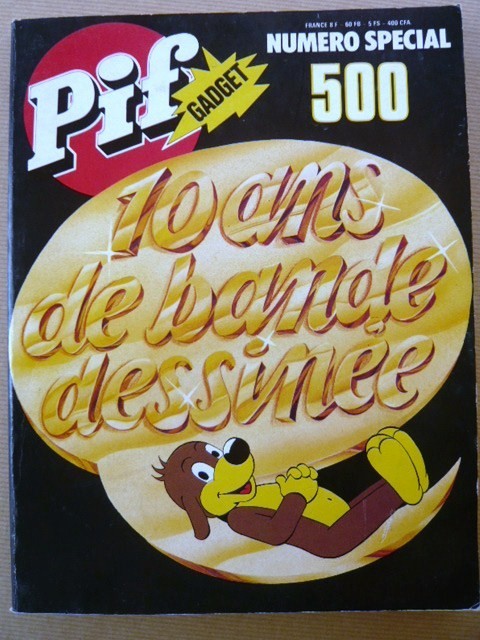 FRANCE 8 F - 60 FB - 5 FS - 400 CFA
NUMERO SPECIAL
500
Pif
GADGET
10 ans
de bande
dessinée